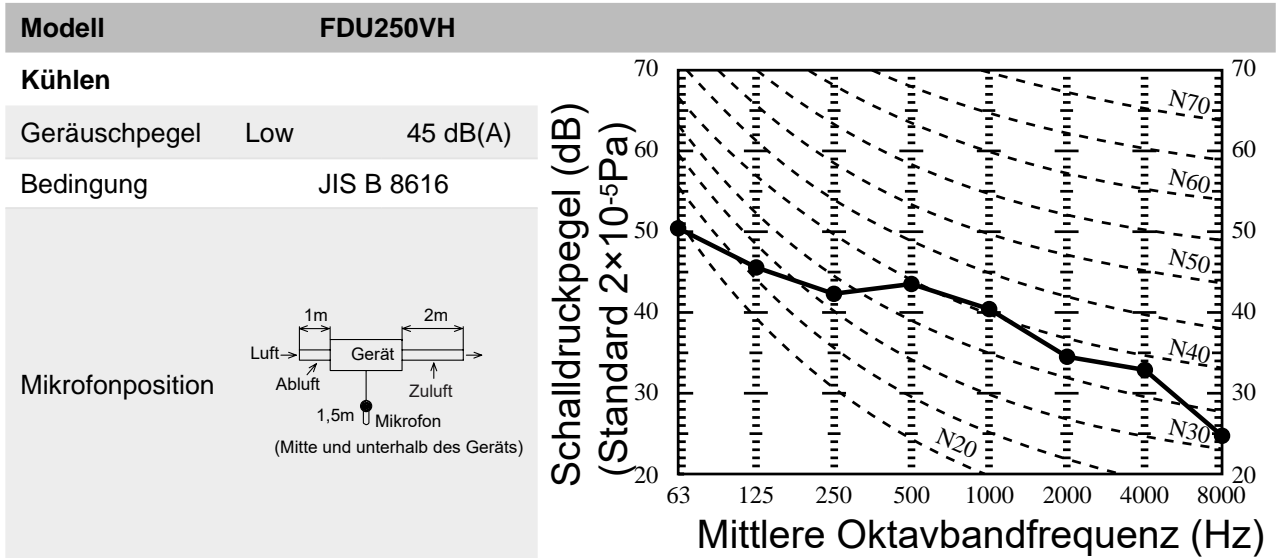 Modell FDU250VH
Kühlen
Geräuschpegel Low 45 dB(A)
Bedingung JIS B 8616
Mikrofonposition
1m 2m
Luft Gerät
Abluft Zuluft
1,5m Mikrofon
(Mitte und unterhalb des Geräts)
Schalldruckpegel (dB)
(Standard 2×10-5Pa)
70 70
N70
60 60
N60
50 50
N50
40 40
N40
30 30
N30
N20
20 20
63 125 250 500 1000 2000 4000 8000
Mittlere Oktavbandfrequenz (Hz)